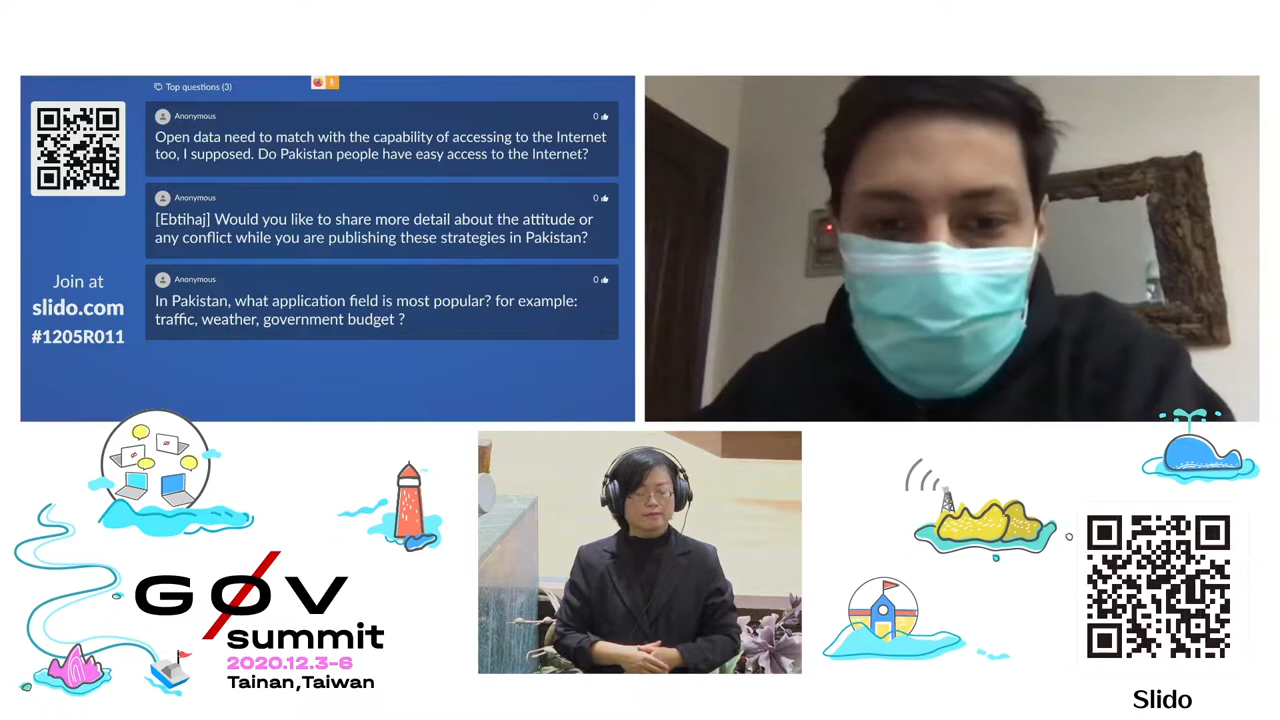 Top questions (3)
Anonymous
0
Open data need to match with the capability of accessing to the Internet
too, I supposed. Do Pakistan people have easy access to the Internet?
Anonymous
0
[Ebtihaj] Would you like to share more detail about the attitude or
any conflict while you are publishing these strategies in Pakistan?
Anonymous
0
In Pakistan, what application field is most popular? for example:
traffic, weather, government budget ?
Join at
slido.com
#1205R011
GØV
summit
2020.12.3-6
Tainan,Taiwan
Slido